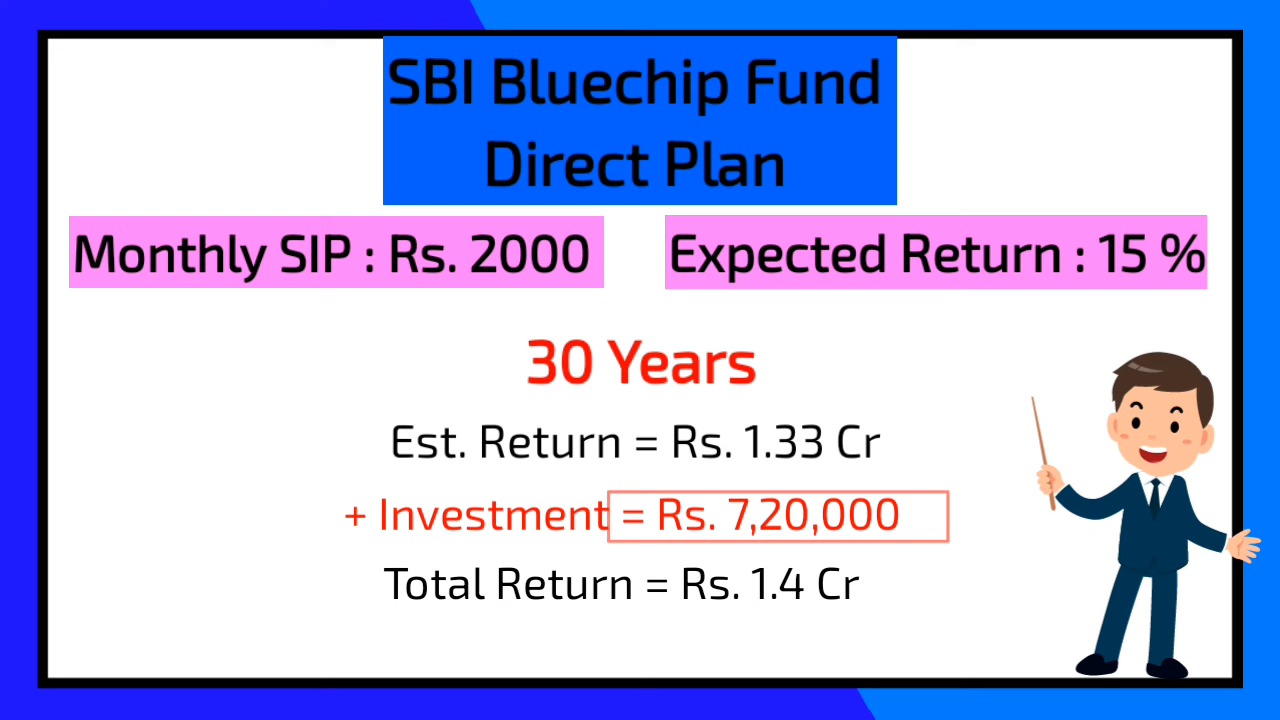 SBI Bluechip Fund
Direct Plan
Monthly SIP : Rs. 2000
Expected Return : 15 %
30 Years
Est. Return = Rs. 1.33 Cr
+ Investment = Rs. 7,20,000
Total Return = Rs. 1.4 Cr